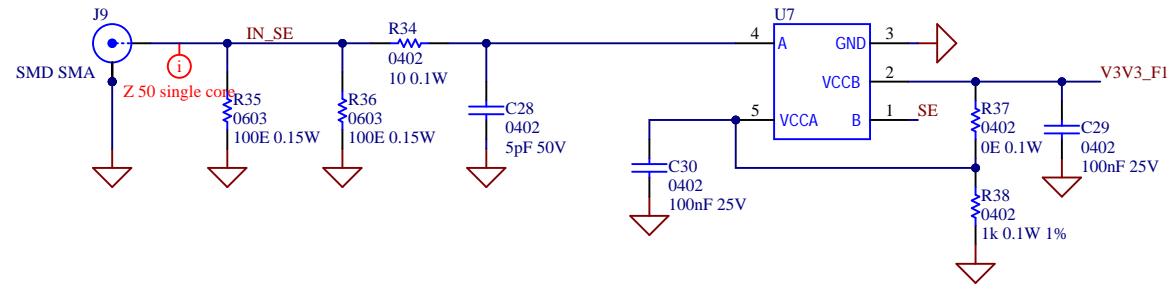 J9
SMD SMA
i
Z 50 single core
IN_SE
R35
0603
100E 0.15W
R36
0603
100E 0.15W
R34
0402
10 0.1W
C28
0402
5pF 50V
U7
4 A
GND 3
VCCB 2
5 VCCA
B 1
SE
V3V3_F1
C30
0402
100nF 25V
R37
0402
0E 0.1W
R38
0402
1k 0.1W 1%
C29
0402
100nF 25V